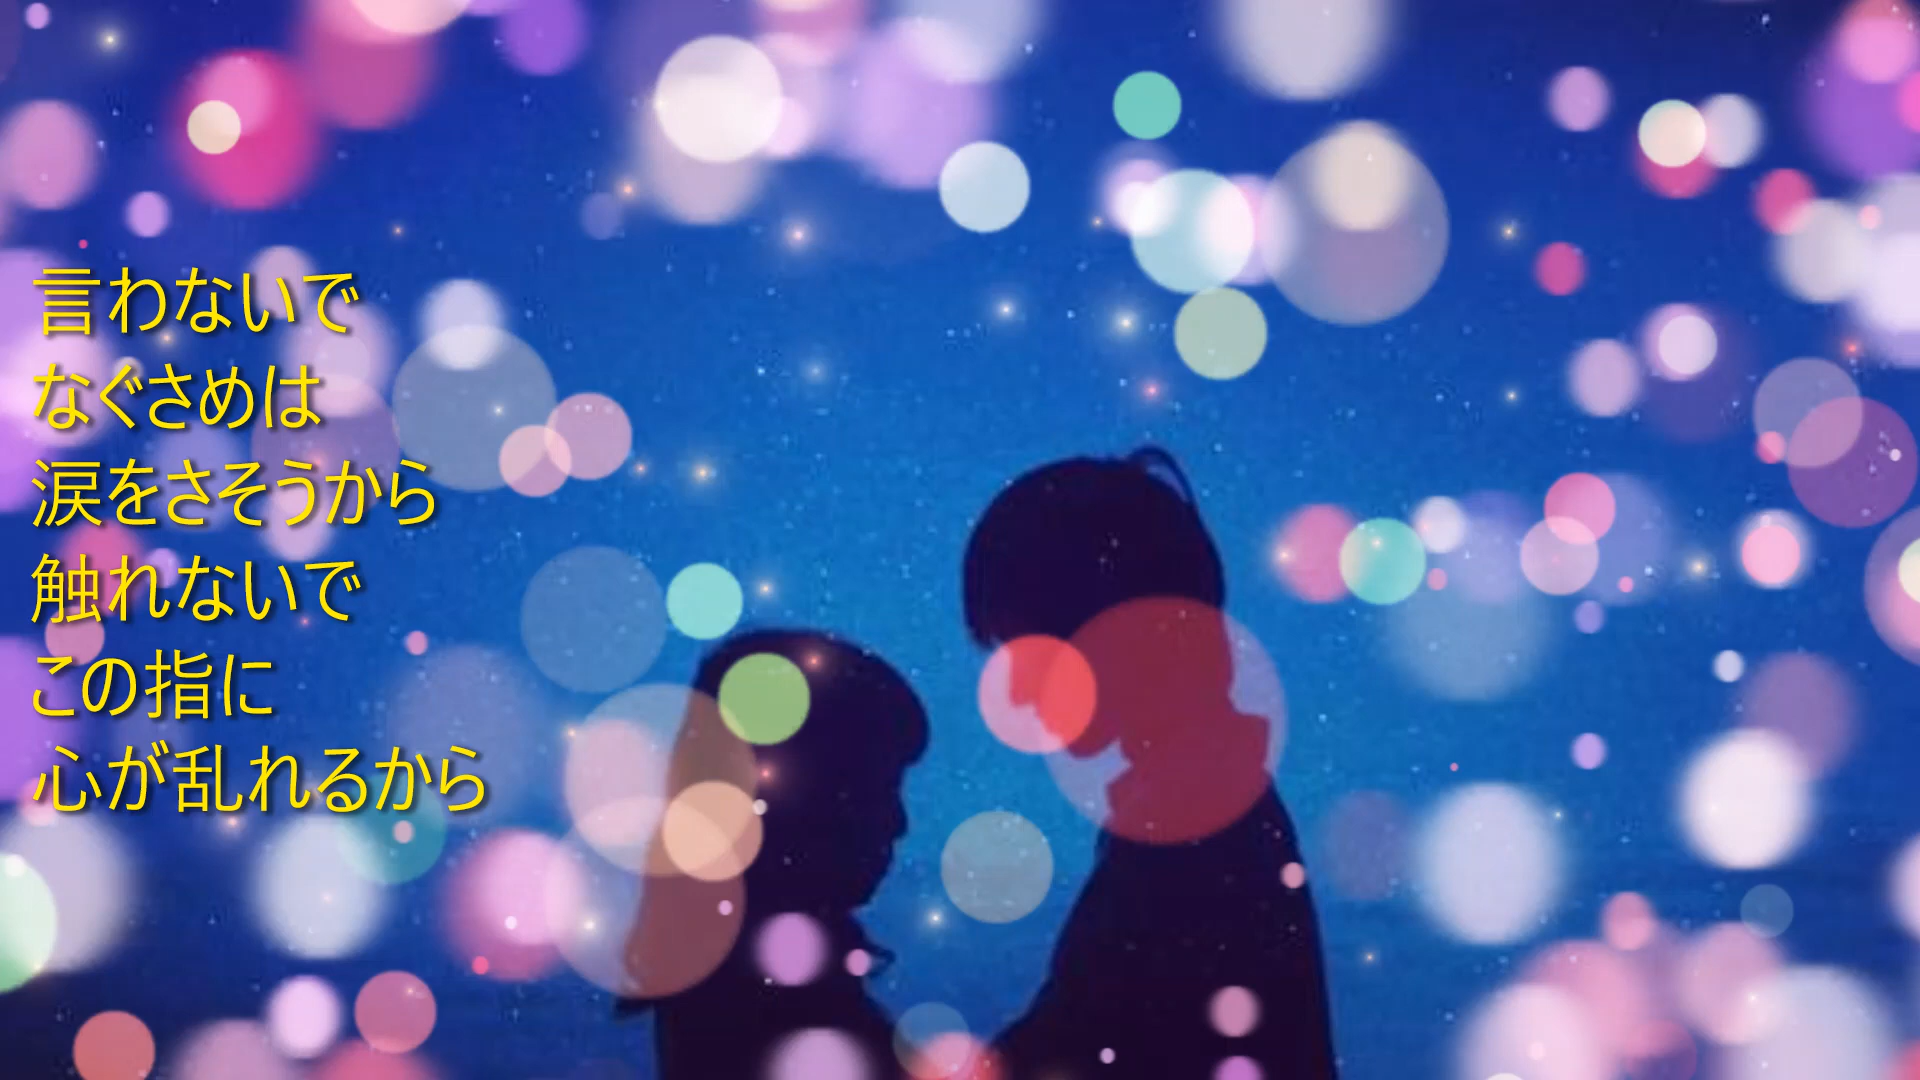 言わないで
なぐさめは
涙をさそうから
触れないで
この指に
心が乱れるから